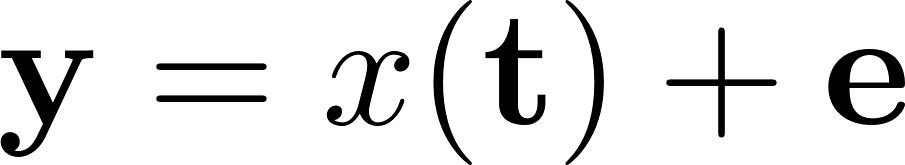 y = x(t) + e